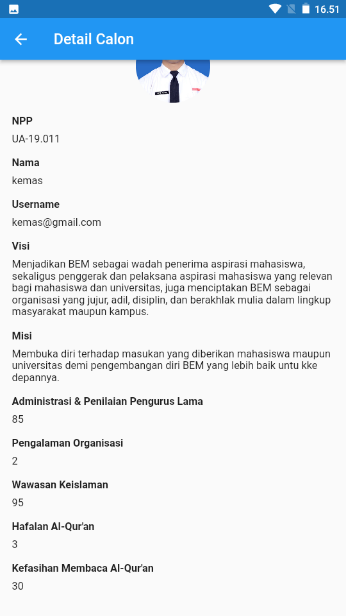 16.51
Detail Calon
NPP
UA-19.011
Nama
kemas
Username
kemas@gmail.com
Visi
Menjadikan BEM sebagai wadah penerima aspirasi mahasiswa,
sekaligus penggerak dan pelaksana aspirasi mahasiswa yang relevan
bagi mahasiswa dan universitas, juga menciptakan BEM sebagai
organisasi yang jujur, adil, disiplin, dan berakhlak mulia dalam lingkup
masyarakat maupun kampus.
Misi
Membuka diri terhadap masukan yang diberikan mahasiswa maupun
universitas demi pengembangan diri BEM yang lebih baik untu kke
depannya.
Administrasi & Penilaian Pengurus Lama
85
Pengalaman Organisasi
2
Wawasan Keislaman
95
Hafalan Al-Qur'an
3
Kefasihan Membaca Al-Qur'an
30